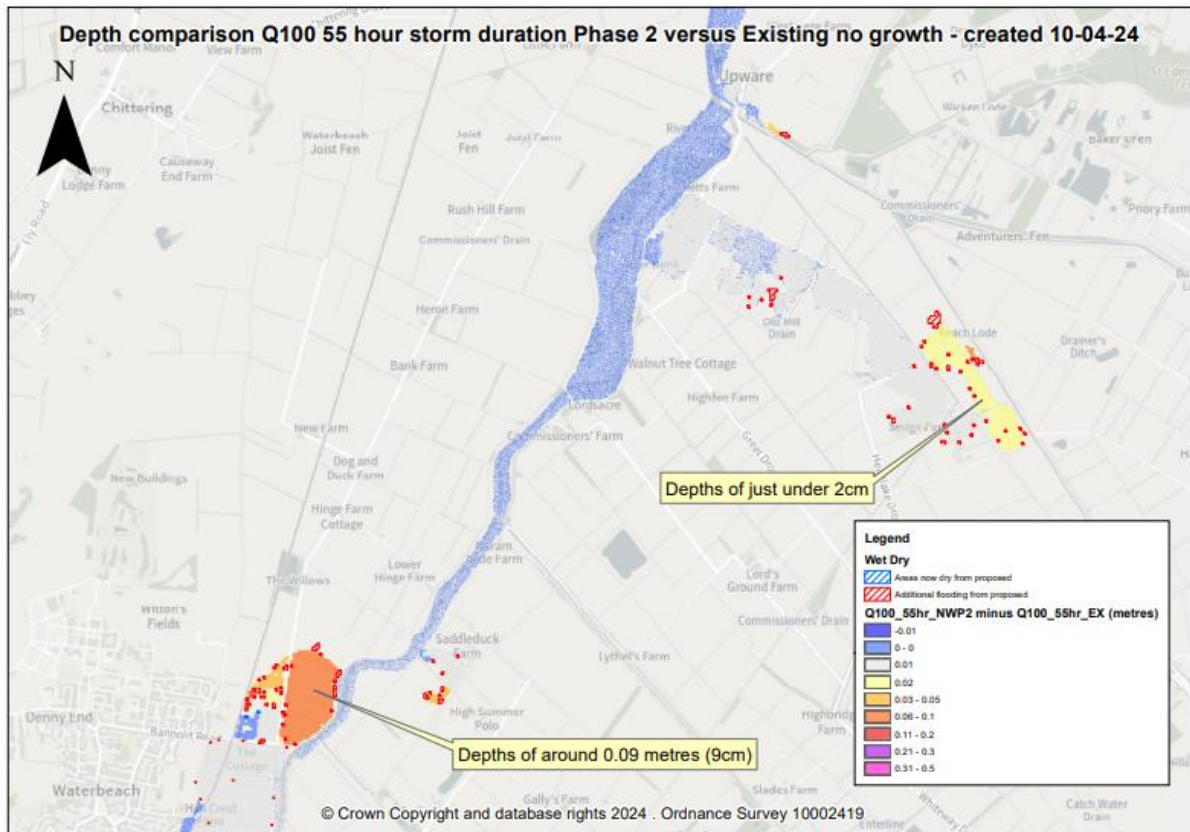 Depth comparison Q100 55 hour storm duration Phase 2 versus Existing no growth - created 10-04-24
N
Comfort Manor
View Farm
Upware
Chittering
Wicken Lode
Waterbeach
Joist Fen
Joist
Fen
Joist Farm
Baker's Fen
Causeway
End Farm
Lodge Farm
Ely Road
Priory Farm
Rush Hill Farm
Commissioners'
Drain
Commissioners' Drain
Adventurers' Fen
Heron Farm
Old Mill
Drain
Reach Lode
Drainer's
Ditch
Walnut Tree Cottage
Bank Farm
Highfen Farm
Lordsacre
New Farm
Commissioners' Farm
Dog and
Duck Farm
New Buildings
Depths of just under 2cm
Hinge Farm
Cottage
The Willows
Lower
Hinge Farm
Lord's
Ground Farm
Witton's
Fields
Commissioners' Drain
Saddleduck
Farm
Lythel's Farm
High Summer
Polo
Denny End
Bannold Road
Depths of around 0.09 metres (9cm)
The
Cottage
Waterbeach
Gally's Farm
Slades Farm
Whiteway
Catch Water
Drain
© Crown Copyright and database rights 2024 . Ordnance Survey 10002419
Legend
Wet Dry
Areas now dry from proposed
Additional flooding from proposed
Q100_55hr_NWP2 minus Q100_55hr_EX (metres)
-0.01
0 - 0
0.01
0.02
0.03 - 0.05
0.06 - 0.1
0.11 - 0.2
0.21 - 0.3
0.31 - 0.5